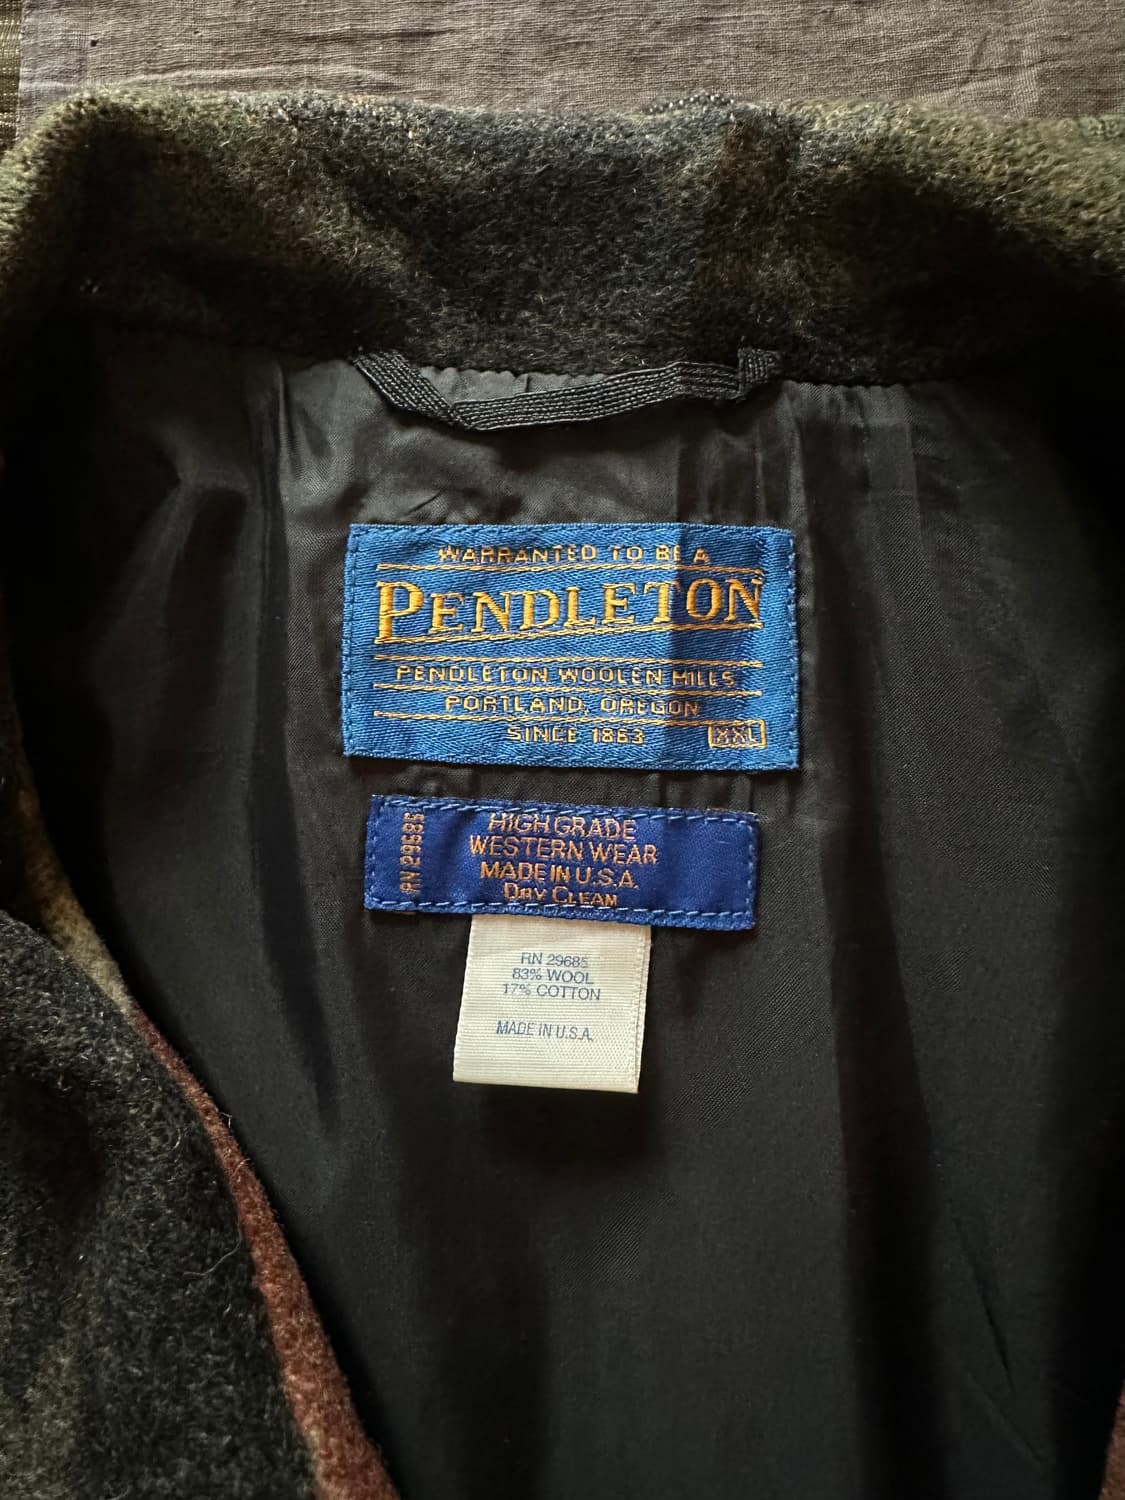 WARRANTED TO BE A
PENDLETON®
PENDLETON WOOLEN MILLS
PORTLAND, OREGON
SINCE 1863
XXL
RN 29685
HIGH GRADE
WESTERN WEAR
MADE IN U.S.A.
DRY CLEAN
RN 29685
83% WOOL
17% COTTON
MADE IN U.S.A.